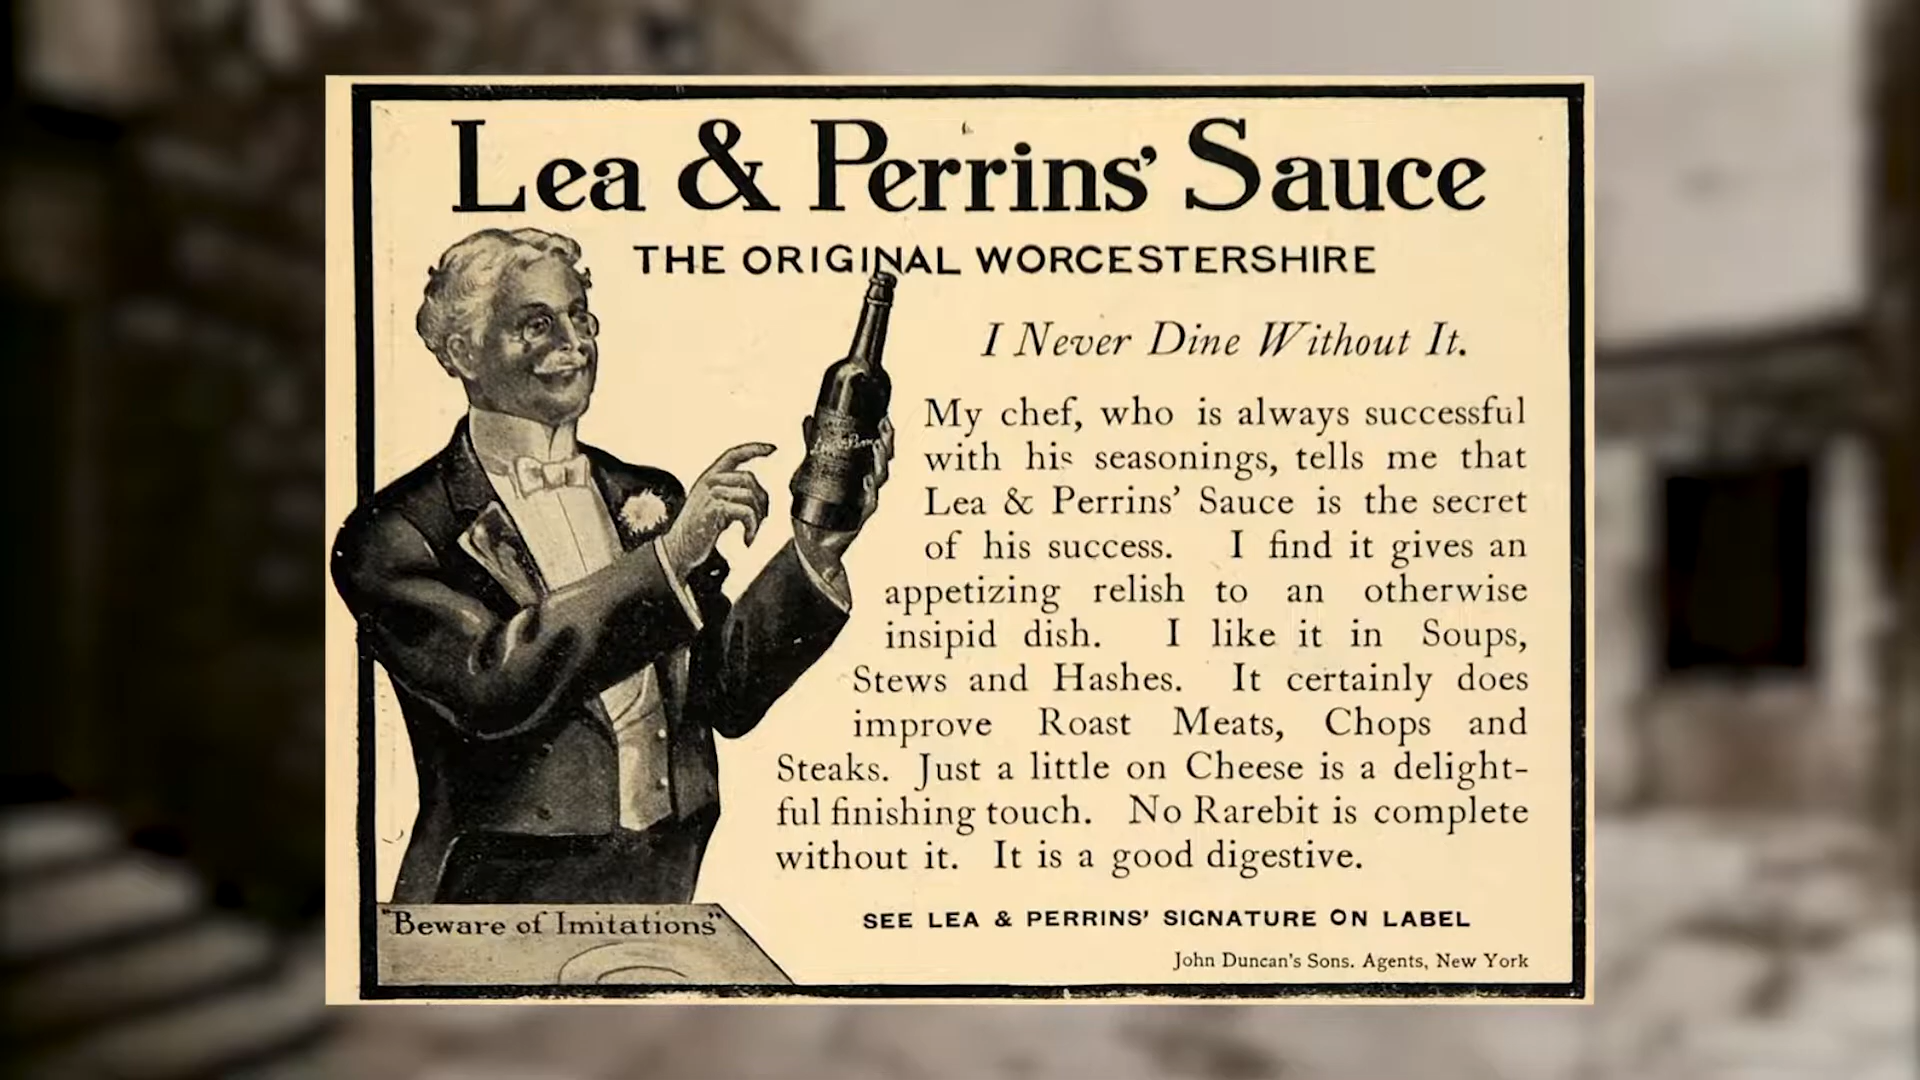 Lea & Perrins' Sauce
THE ORIGINAL WORCESTERSHIRE
I Never Dine Without It.
My chef, who is always successful
with his seasonings, tells me that
Lea & Perrins' Sauce is the secret
of his success. I find it gives an
appetizing relish to an otherwise
insipid dish. I like it in Soups,
Stews and Hashes. It certainly does
improve Roast Meats, Chops and
Steaks. Just a little on Cheese is a delight-
ful finishing touch. No Rarebit is complete
without it. It is a good digestive.
"Beware of Imitations"
SEE LEA & PERRINS' SIGNATURE ON LABEL
John Duncan's Sons. Agents, New York